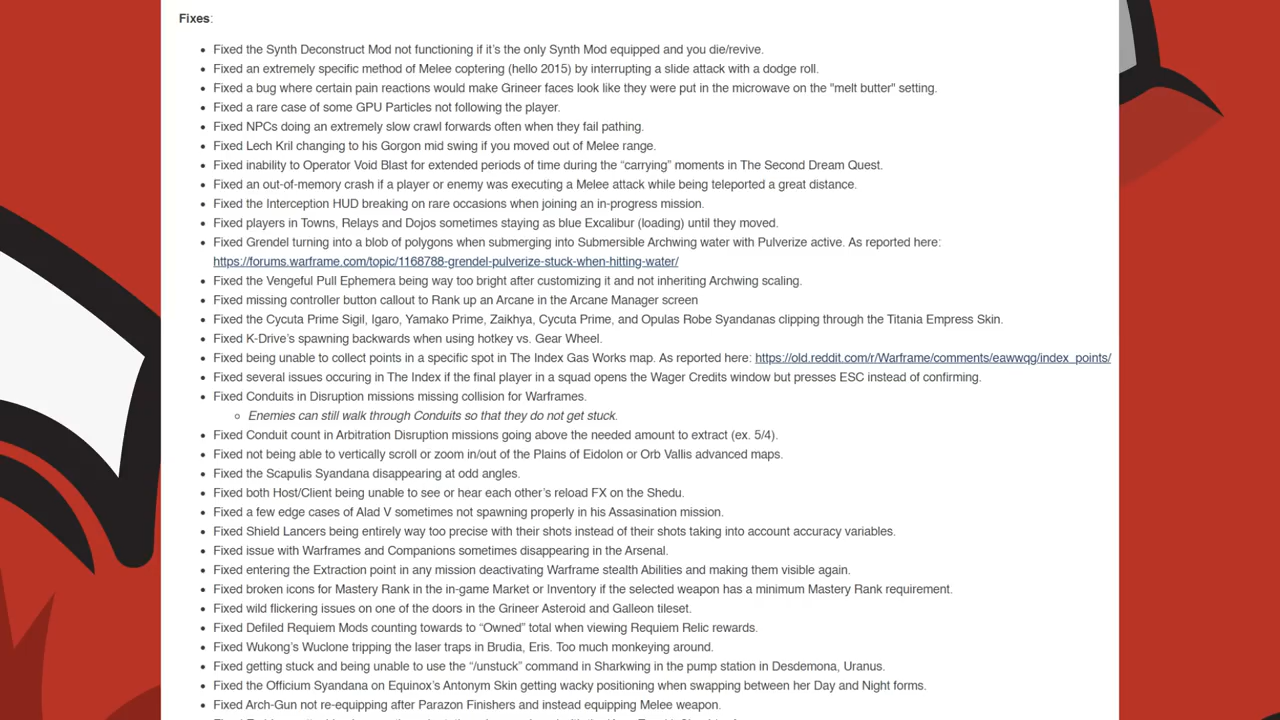 Fixes:
Fixed the Synth Deconstruct Mod not functioning if it's the only Synth Mod equipped and you die/revive.
Fixed an extremely specific method of Melee coptering (hello 2015) by interrupting a slide attack with a dodge roll.
Fixed a bug where certain pain reactions would make Grineer faces look like they were put in the microwave on the "melt butter" setting.
Fixed a rare case of some GPU Particles not following the player.
Fixed NPCs doing an extremely slow crawl forwards often when they fail pathing.
Fixed Lech Kril changing to his Gorgon mid swing if you moved out of Melee range.
Fixed inability to Operator Void Blast for extended periods of time during the “carrying” moments in The Second Dream Quest.
Fixed an out-of-memory crash if a player or enemy was executing a Melee attack while being teleported a great distance.
Fixed the Interception HUD breaking on rare occasions when joining an in-progress mission.
Fixed players in Towns, Relays and Dojos sometimes staying as blue Excalibur (loading) until they moved.
Fixed Grendel turning into a blob of polygons when submerging into Submersible Archwing water with Pulverize active. As reported here:
https://forums.warframe.com/topic/1168788-grendel-pulverize-stuck-when-hitting-water/
Fixed the Vengeful Pull Ephemera being way too bright after customizing it and not inheriting Archwing scaling.
Fixed missing controller button callout to Rank up an Arcane in the Arcane Manager screen
Fixed the Cycuta Prime Sigil, Igaro, Yamako Prime, Zaikhya, Cycuta Prime, and Opulas Robe Syandanas clipping through the Titania Empress Skin.
Fixed K-Drive's spawning backwards when using hotkey vs. Gear Wheel.
Fixed being unable to collect points in a specific spot in The Index Gas Works map. As reported here: https://old.reddit.com/r/Warframe/comments/eawwqg/index_points/
Fixed several issues occuring in The Index if the final player in a squad opens the Wager Credits window but presses ESC instead of confirming.
Fixed Conduits in Disruption missions missing collision for Warframes.
Enemies can still walk through Conduits so that they do not get stuck.
Fixed Conduit count in Arbitration Disruption missions going above the needed amount to extract (ex. 5/4).
Fixed not being able to vertically scroll or zoom in/out of the Plains of Eidolon or Orb Vallis advanced maps.
Fixed the Scapulis Syandana disappearing at odd angles.
Fixed both Host/Client being unable to see or hear each other's reload FX on the Shedu.
Fixed a few edge cases of Alad V sometimes not spawning properly in his Assasination mission.
Fixed Shield Lancers being entirely way too precise with their shots instead of their shots taking into account accuracy variables.
Fixed issue with Warframes and Companions sometimes disappearing in the Arsenal.
Fixed entering the Extraction point in any mission deactivating Warframe stealth Abilities and making them visible again.
Fixed broken icons for Mastery Rank in the in-game Market or Inventory if the selected weapon has a minimum Mastery Rank requirement.
Fixed wild flickering issues on one of the doors in the Grineer Asteroid and Galleon tileset.
Fixed Defiled Requiem Mods counting towards to “Owned” total when viewing Requiem Relic rewards.
Fixed Wukong's Wuclone tripping the laser traps in Brudia, Eris. Too much monkeying around.
Fixed getting stuck and being unable to use the “/unstuck” command in Sharkwing in the pump station in Desdemona, Uranus.
Fixed the Officium Syandana on Equinox's Antonym Skin getting wacky positioning when swapping between her Day and Night forms.
Fixed Arch-Gun not re-equipping after Parazon Finishers and instead equipping Melee weapon.